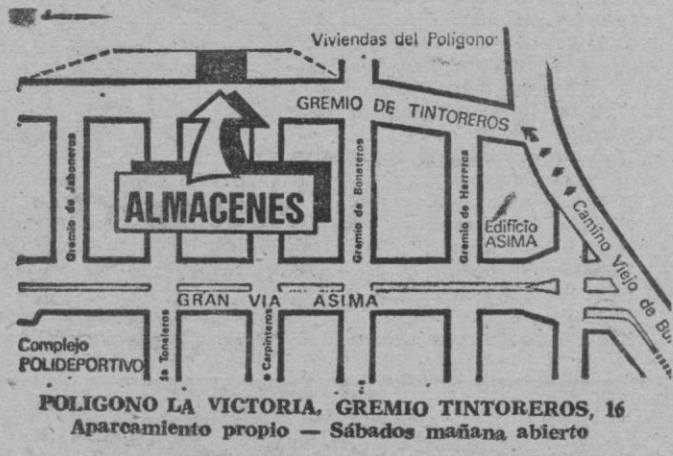 Viviendas del Polígono
GREMIO DE TINTOREROS
Gremio de Jaboneros
ALMACENES
Gremio de Boneteros
Gremio de Herreros
Edificio
ASIMA
Camino Viejo de Bu
GRAN VIA ASIMA
Complejo
POLIDEPORTIVO
de Toneleros
Carpinteros
POLIGONO LA VICTORIA, GREMIO TINTOREROS, 16
Aparcamiento propio — Sábados mañana abierto